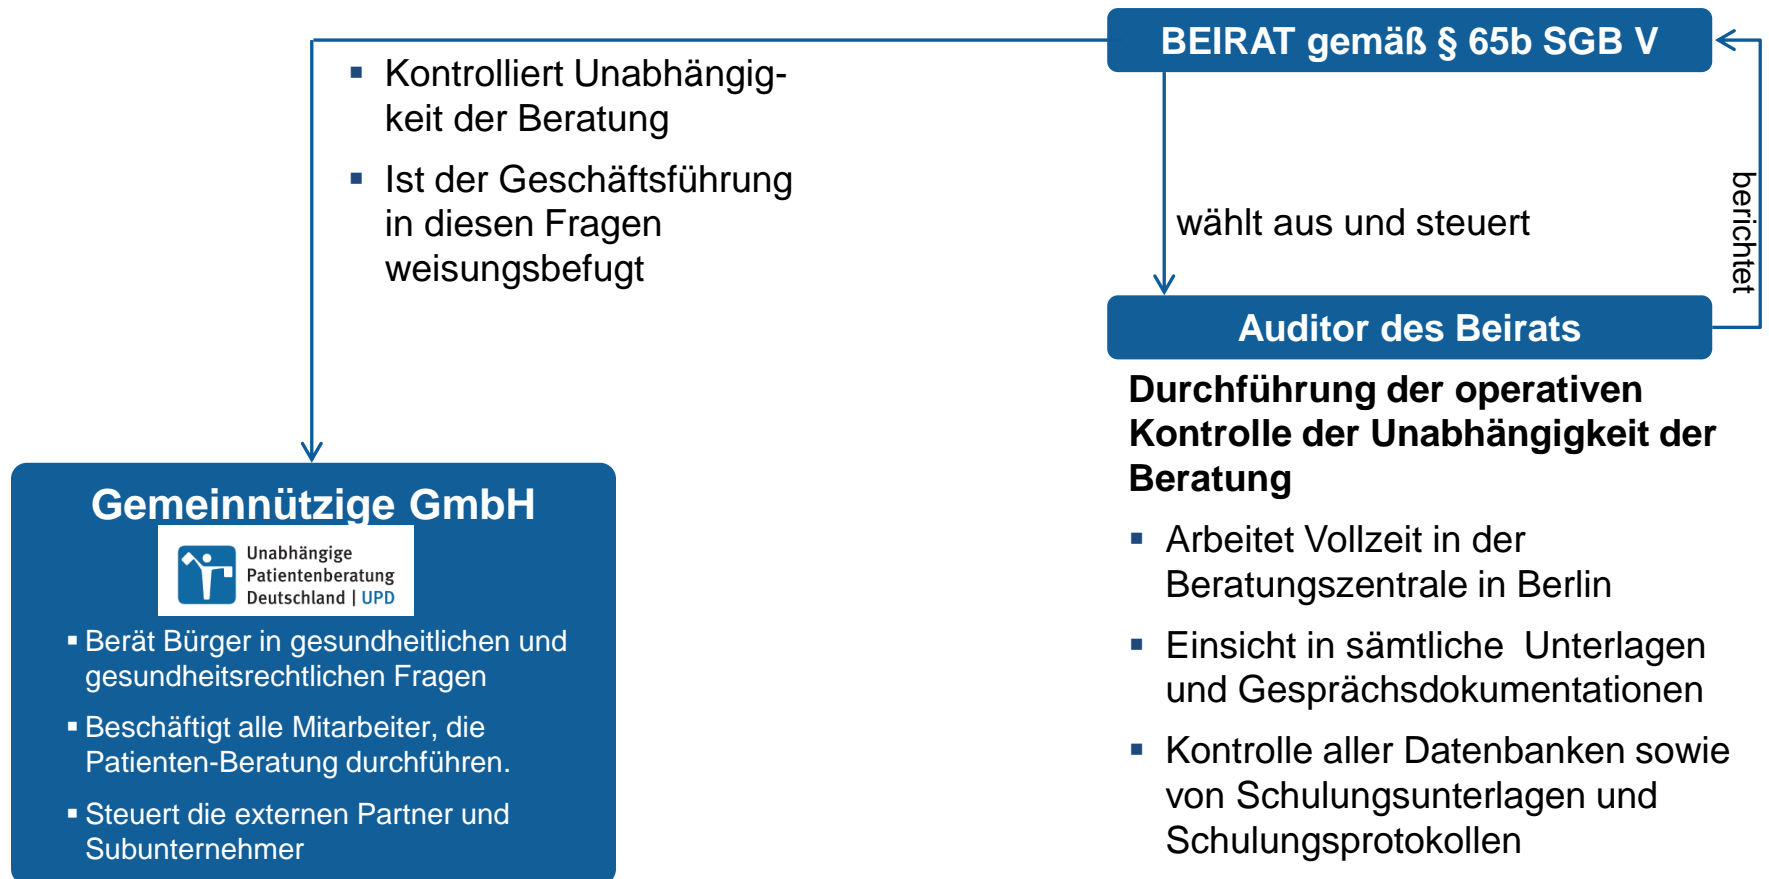 BEIRAT gemäß § 65b SGB V
▪ Kontrolliert Unabhängig-
keit der Beratung
▪ Ist der Geschäftsführung
in diesen Fragen
weisungsbefugt
wählt aus und steuert
berichtet
Auditor des Beirats
Durchführung der operativen
Kontrolle der Unabhängigkeit der
Beratung
▪ Arbeitet Vollzeit in der
Beratungszentrale in Berlin
▪ Einsicht in sämtliche  Unterlagen
und Gesprächsdokumentationen
▪ Kontrolle aller Datenbanken sowie
von Schulungsunterlagen und
Schulungsprotokollen
Gemeinnützige GmbH
Unabhängige
Patientenberatung
Deutschland | UPD
▪ Berät Bürger in gesundheitlichen und
gesundheitsrechtlichen Fragen
▪ Beschäftigt alle Mitarbeiter, die
Patienten-Beratung durchführen.
▪ Steuert die externen Partner und
Subunternehmer